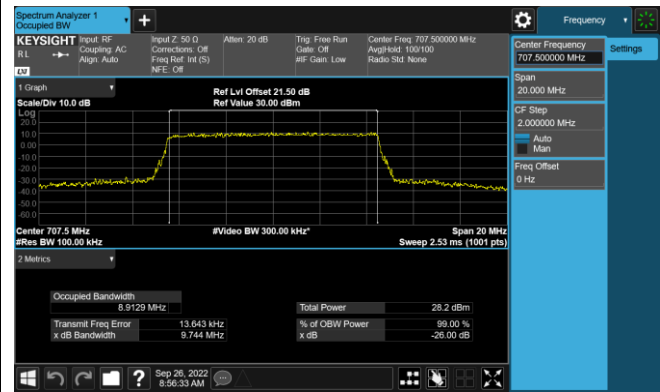 Spectrum Analyzer 1
Occupied BW
Frequency
KEYSIGHT
R L
LXI
Input: RF
Coupling: AC
Align: Auto
Input Z: 50 Ω
Corrections: Off
Freq Ref: Int (S)
NFE: Off
Atten: 20 dB
Trig: Free Run
Gate: Off
#IF Gain: Low
Center Freq: 707.500000 MHz
Avg|Hold: 100/100
Radio Std: None
Center Frequency
707.500000 MHz
Settings
Span
20.000 MHz
CF Step
2.000000 MHz
Auto
Man
Freq Offset
0 Hz
1 Graph
Scale/Div 10.0 dB
Ref Lvl Offset 21.50 dB
Ref Value 30.00 dBm
Log
20.0
10.0
0.00
-10.0
-20.0
-30.0
-40.0
-50.0
-60.0
Center 707.5 MHz
#Res BW 100.00 kHz
#Video BW 300.00 kHz*
Span 20 MHz
Sweep 2.53 ms (1001 pts)
2 Metrics
Occupied Bandwidth
8.9129 MHz
Total Power 28.2 dBm
Transmit Freq Error 13.643 kHz
% of OBW Power 99.00 %
x dB Bandwidth 9.744 MHz
x dB -26.00 dB
?
Sep 26, 2022
8:56:33 AM